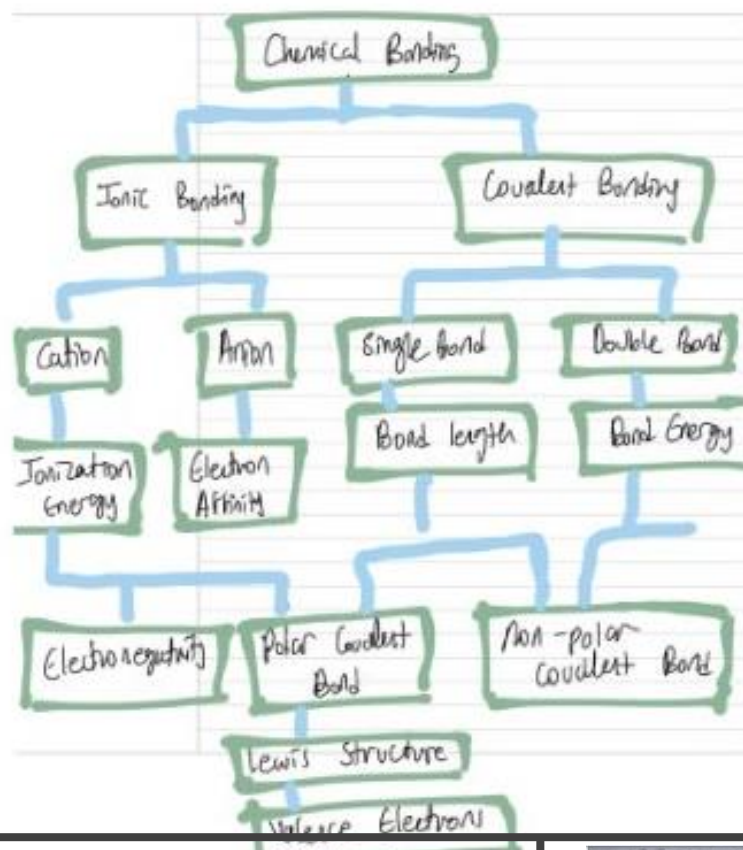 Chemical Bonding
Ionic Bonding
Covalent Bonding
Cation
Anion
Single Bond
Double Bond
Ionization
Energy
Electron
Affinity
Bond length
Bond Energy
Electronegativity
Polar Covalent
Bond
Non-polar
Covalent Bond
Lewis Structure
Valence Electrons